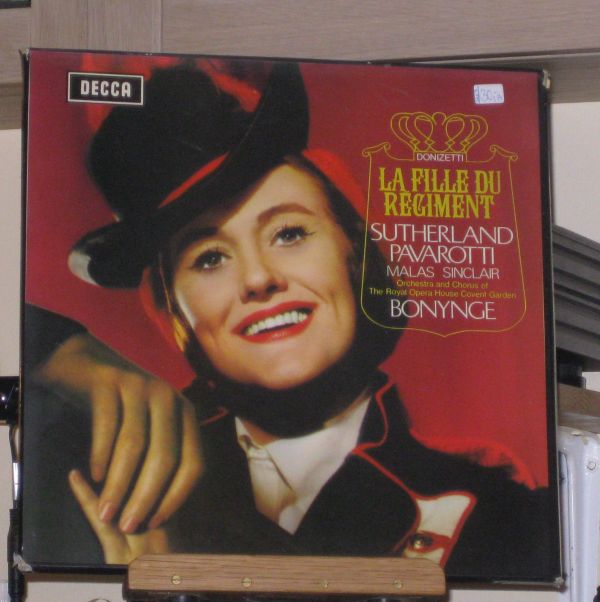 DECCA
DONIZETTI
LA FILLE DU
REGIMENT
SUTHERLAND
PAVAROTTI
MALAS SINCLAIR
Orchestra and Chorus of
The Royal Opera House Covent Garden
BONYNGE